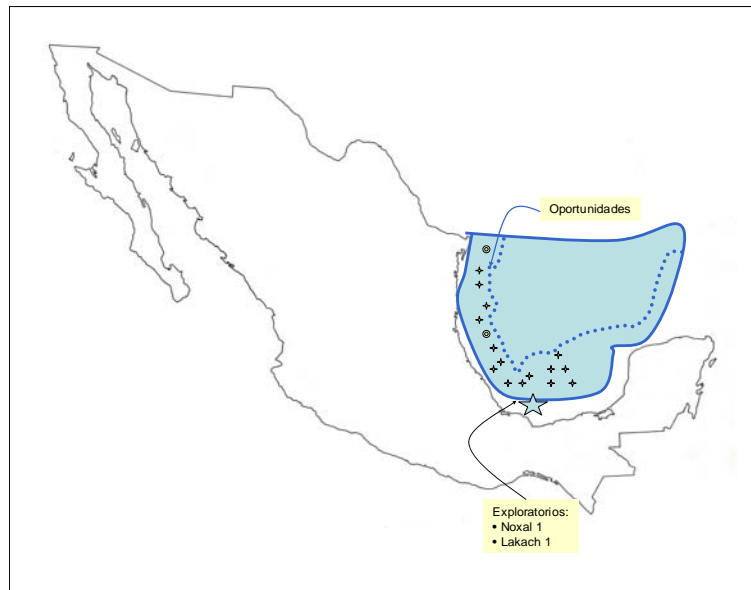 Oportunidades
Exploratorios:
• Noxal 1
• Lakach 1